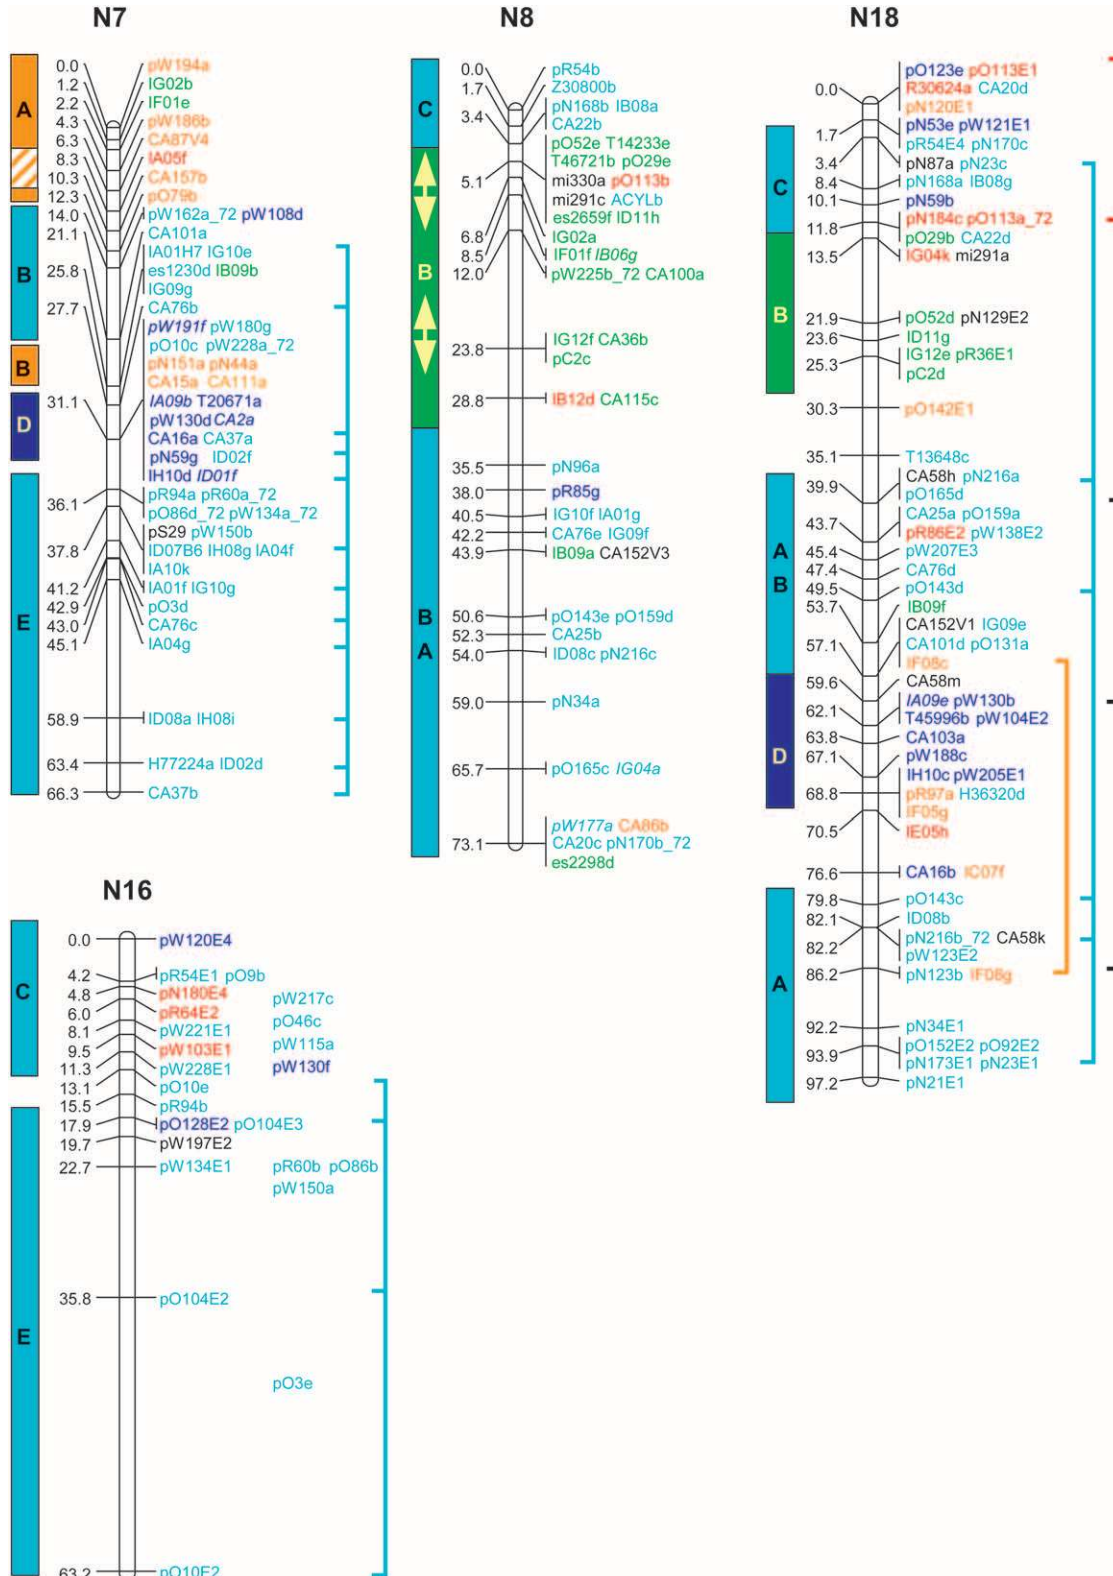 N7
A
B
B
D
E
0.0 pW194a
1.2 IG02b
2.2 IF01e
4.3 pW186b
6.3 CA87V4
8.3 IA05f
10.3 CA157b
12.3 pO79b
14.0 pW162a_72 pW108d
21.1 CA101a
25.8 IA01H7 IG10e
es1230d IB09b
IG09g
27.7 CA76b
pW191f pW180g
pO10c pW228a_72
pN151a pN44a
CA15a CA111a
31.1 IA09b T20671a
pW130d CA2a
CA16a CA37a
pN59g ID02f
IH10d ID01f
36.1 pR94a pR60a_72
pO86d_72 pW134a_72
pS29 pW150b
37.8 ID07B6 IH08g IA04f
IA10k
41.2 IA01f IG10g
42.9 pO3d
43.0 CA76c
45.1 IA04g
58.9 ID08a IH08i
63.4 H77224a ID02d
66.3 CA37b
N8
C
B
B
A
0.0 pR54b
1.7 Z30800b
3.4 pN168b IB08a
CA22b
pO52e T14233e
T46721b pO29e
5.1 mi330a pO113b
mi291c ACYLb
es2659f ID11h
6.8 IG02a
8.5 IF01f IB06g
12.0 pW225b_72 CA100a
23.8 IG12f CA36b
pC2c
28.8 IB12d CA115c
35.5 pN96a
38.0 pR85g
40.5 IG10f IA01g
42.2 CA76e IG09f
43.9 IB09a CA152V3
50.6 pO143e pO159d
52.3 CA25b
54.0 ID08c pN216c
59.0 pN34a
65.7 pO165c IG04a
pW177a CA86b
73.1 CA20c pN170b_72
es2298d
N18
C
B
A
B
D
A
pO123e pO113E1
0.0 R30624a CA20d
pN120E1
1.7 pN53e pW121E1
pR54E4 pN170c
3.4 pN87a pN23c
8.4 pN168a IB08g
10.1 pN59b
11.8 pN184c pO113a_72
pO29b CA22d
13.5 IG04k mi291a
21.9 pO52d pN129E2
23.6 ID11g
25.3 IG12e pR36E1
pC2d
30.3 pO142E1
35.1 T13648c
39.9 CA58h pN216a
pO165d
43.7 CA25a pO159a
pR86E2 pW138E2
45.4 pW207E3
47.4 CA76d
49.5 pO143d
53.7 IB09f
CA152V1 IG09e
57.1 CA101d pO131a
IF08c
59.6 CA58m
62.1 IA09e pW130b
T45996b pW104E2
63.8 CA103a
67.1 pW188c
IH10c pW205E1
68.8 pR97a H36320d
IF05g
70.5 IE05h
76.6 CA16b IC07f
79.8 pO143c
82.1 ID08b
82.2 pN216b_72 CA58k
pW123E2
86.2 pN123b IF08g
92.2 pN34E1
93.9 pO152E2 pO92E2
pN173E1 pN23E1
97.2 pN21E1
N16
C
E
0.0 pW120E4
4.2 pR54E1 pO9b
4.8 pN180E4 pW217c
6.0 pR64E2 pO46c
8.1 pW221E1
9.5 pW103E1 pW115a
11.3 pW228E1 pW130f
13.1 pO10e
15.5 pR94b
17.9 pO128E2 pO104E3
19.7 pW197E2
22.7 pW134E1 pR60b pO86b
pW150a
35.8 pO104E2
pO3e
63.2 pO10E2